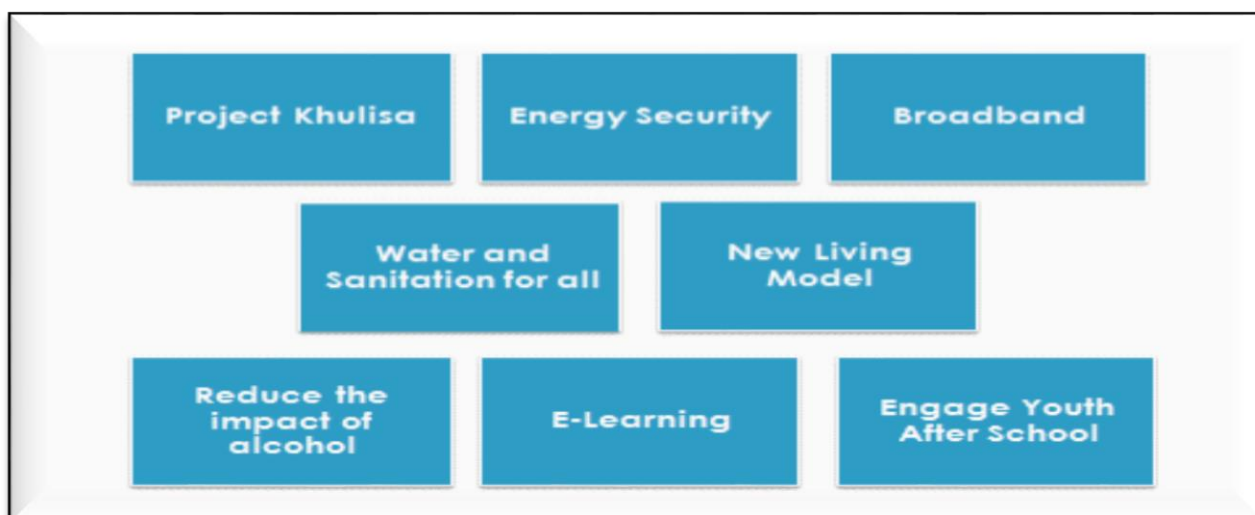 Project Khulisa
Energy Security
Broadband
Water and
Sanitation for all
New Living
Model
Reduce the
impact of
alcohol
E-Learning
Engage Youth
After School